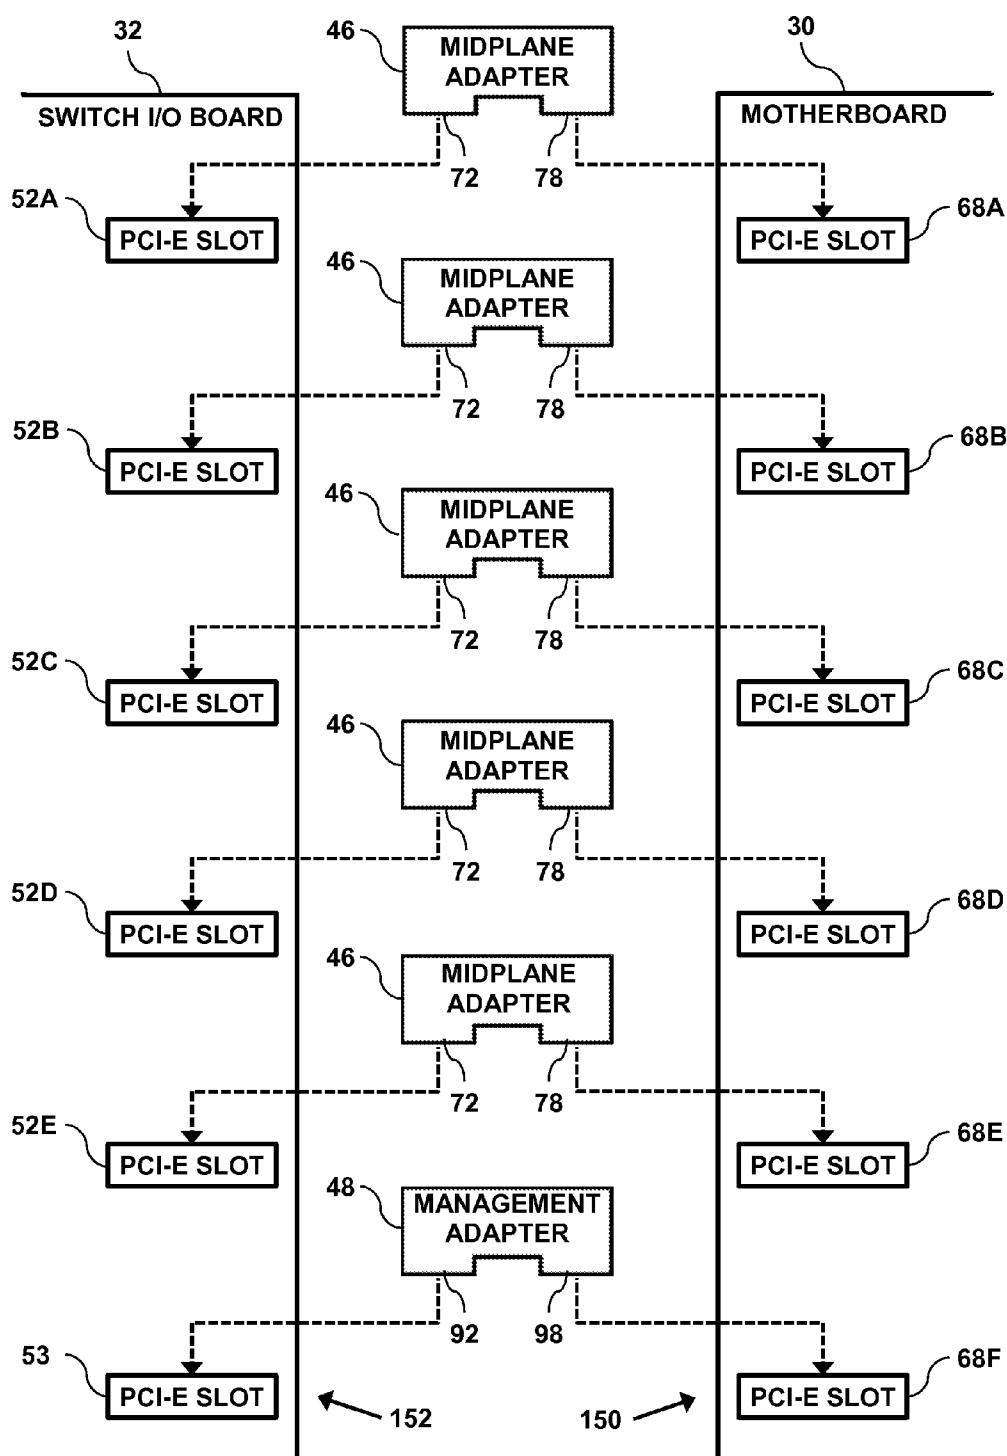 46
MIDPLANE
ADAPTER
32
30
SWITCH I/O BOARD
MOTHERBOARD
72
78
52A
PCI-E SLOT
68A
PCI-E SLOT
46
MIDPLANE
ADAPTER
72
78
52B
PCI-E SLOT
68B
PCI-E SLOT
46
MIDPLANE
ADAPTER
72
78
52C
PCI-E SLOT
68C
PCI-E SLOT
46
MIDPLANE
ADAPTER
72
78
52D
PCI-E SLOT
68D
PCI-E SLOT
46
MIDPLANE
ADAPTER
72
78
52E
PCI-E SLOT
68E
PCI-E SLOT
48
MANAGEMENT
ADAPTER
92
98
53
PCI-E SLOT
68F
PCI-E SLOT
152
150